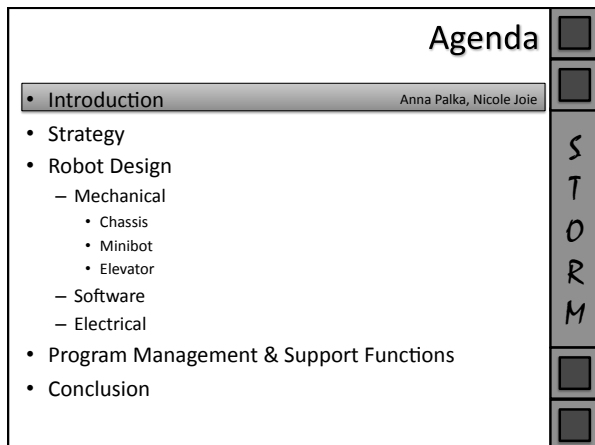 Agenda
• Introduction Anna Palka, Nicole Joie
• Strategy
• Robot Design
– Mechanical
• Chassis
• Minibot
• Elevator
– Software
– Electrical
• Program Management & Support Functions
• Conclusion
STORM